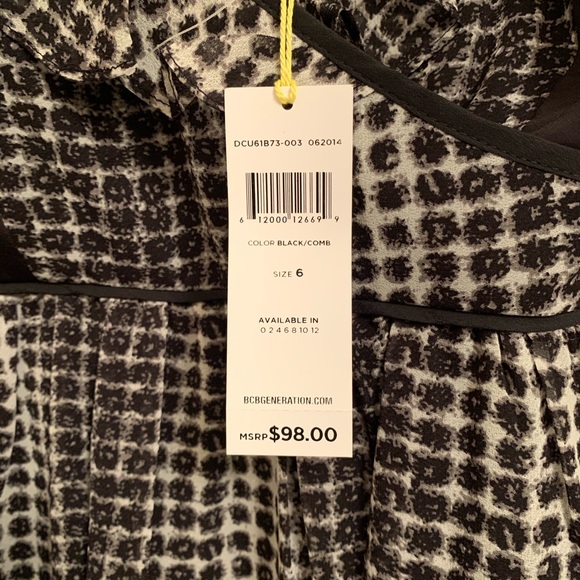 DCU61B73-003 062014
6 12000 12669 9
COLOR BLACK/COMB
SIZE 6
AVAILABLE IN
0 2 4 6 8 10 12
BCBGENERATION.COM
MSRP $98.00